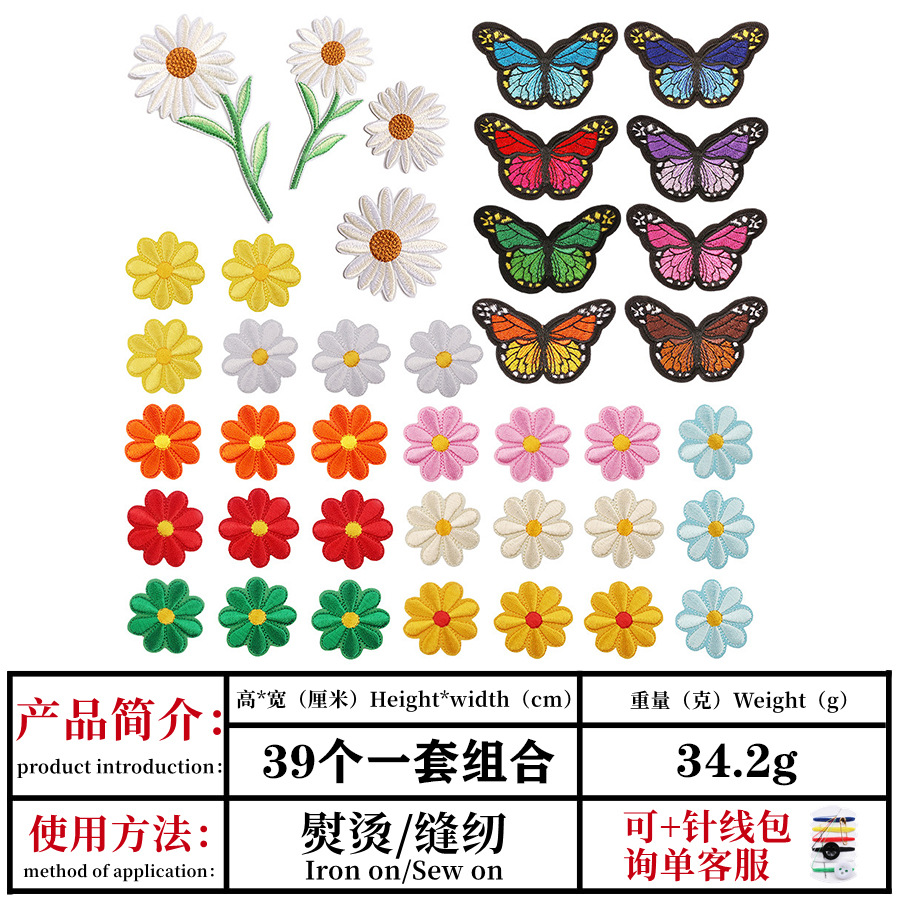 产品简介：
product introduction：
高*宽（厘米）Height*width（cm）
重量（克）Weight（g）
39个一套组合
34.2g
使用方法：
method of application：
熨烫/缝纫
Iron on/Sew on
可+针线包
询单客服